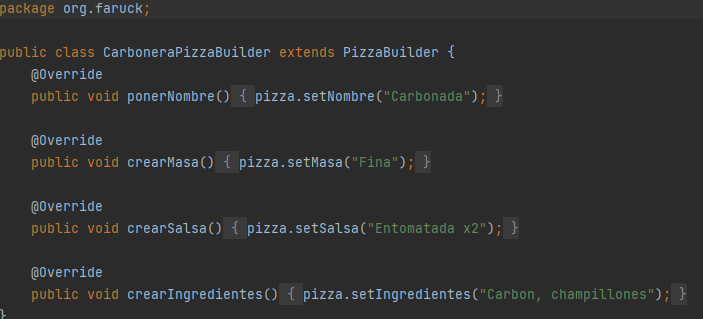 package org.faruck;
public class CarboneraPizzaBuilder extends PizzaBuilder {
@Override
public void ponerNombre() { pizza.setNombre("Carbonada"); }
@Override
public void crearMasa() { pizza.setMasa("Fina"); }
@Override
public void crearSalsa() { pizza.setSalsa("Entomatada x2"); }
@Override
public void crearIngredientes() { pizza.setIngredientes("Carbon, champillones"); }
}